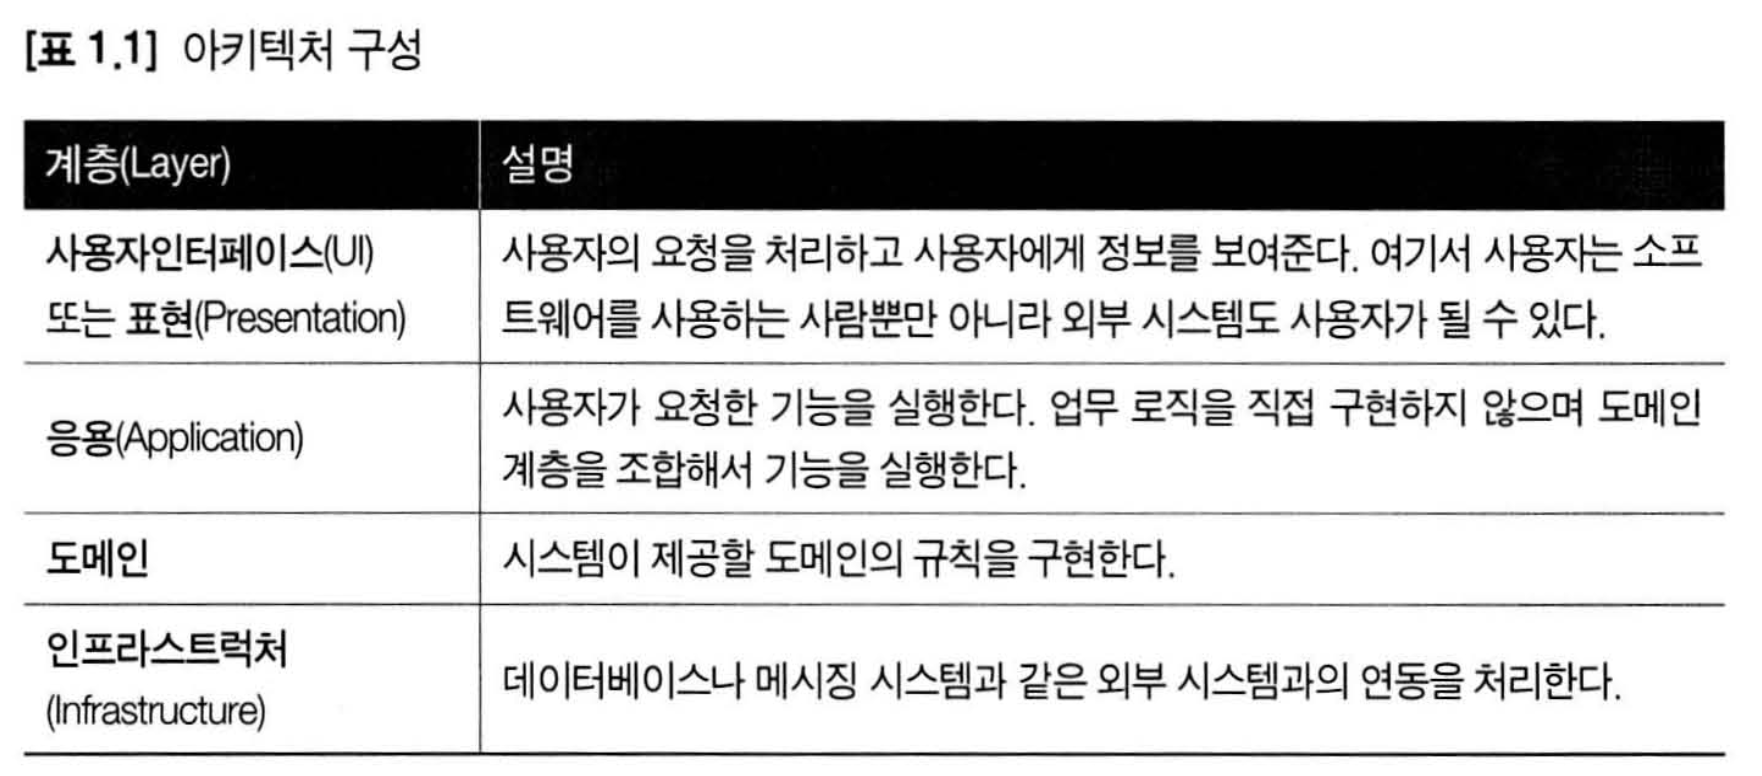 [표 1.1] 아키텍처 구성
계층(Layer)
설명
사용자인터페이스(UI)
또는 표현(Presentation)
사용자의 요청을 처리하고 사용자에게 정보를 보여준다. 여기서 사용자는 소프
트웨어를 사용하는 사람뿐만 아니라 외부 시스템도 사용자가 될 수 있다.
응용(Application)
사용자가 요청한 기능을 실행한다. 업무 로직을 직접 구현하지 않으며 도메인
계층을 조합해서 기능을 실행한다.
도메인
시스템이 제공할 도메인의 규칙을 구현한다.
인프라스트럭처
(Infrastructure)
데이터베이스나 메시징 시스템과 같은 외부 시스템과의 연동을 처리한다.